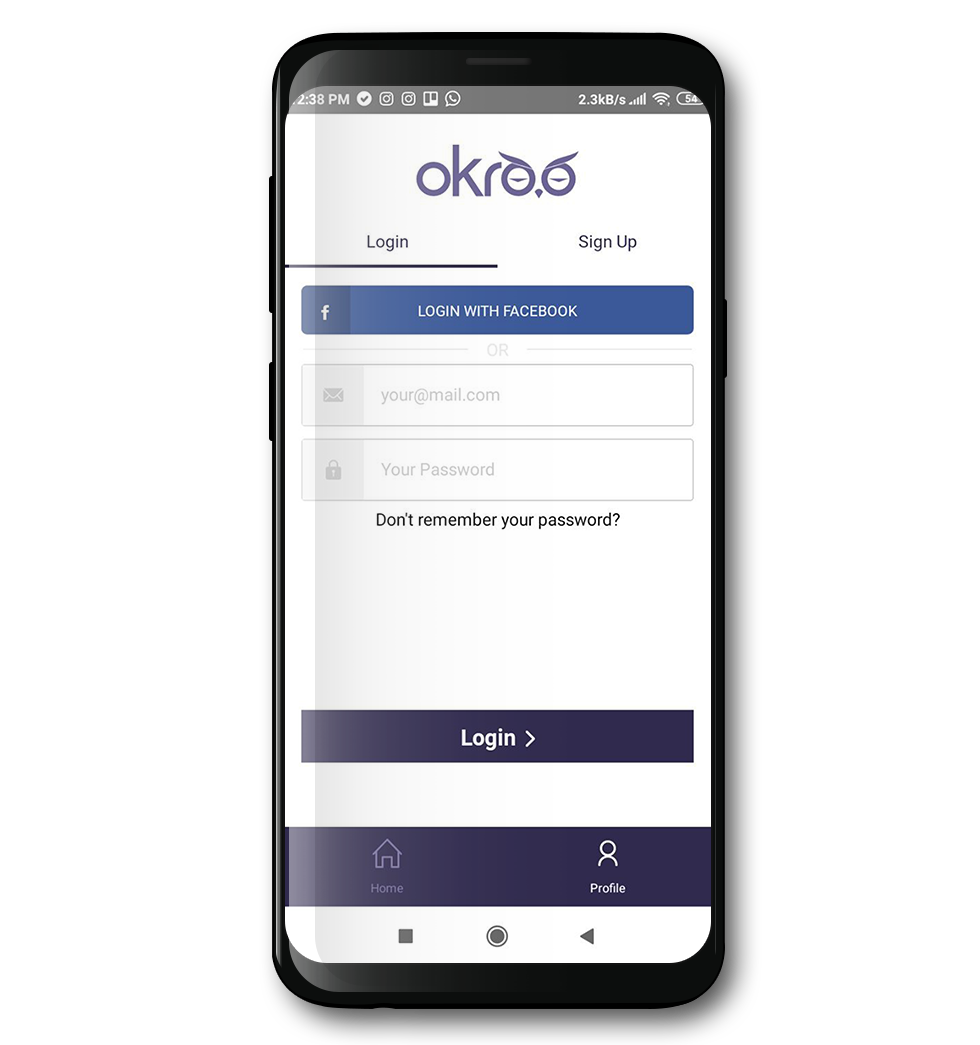 2:38 PM 2.3kB/s 54
okroo
Login Sign Up
f LOGIN WITH FACEBOOK
OR
your@mail.com
Your Password
Don't remember your password?
Login >
Home Profile